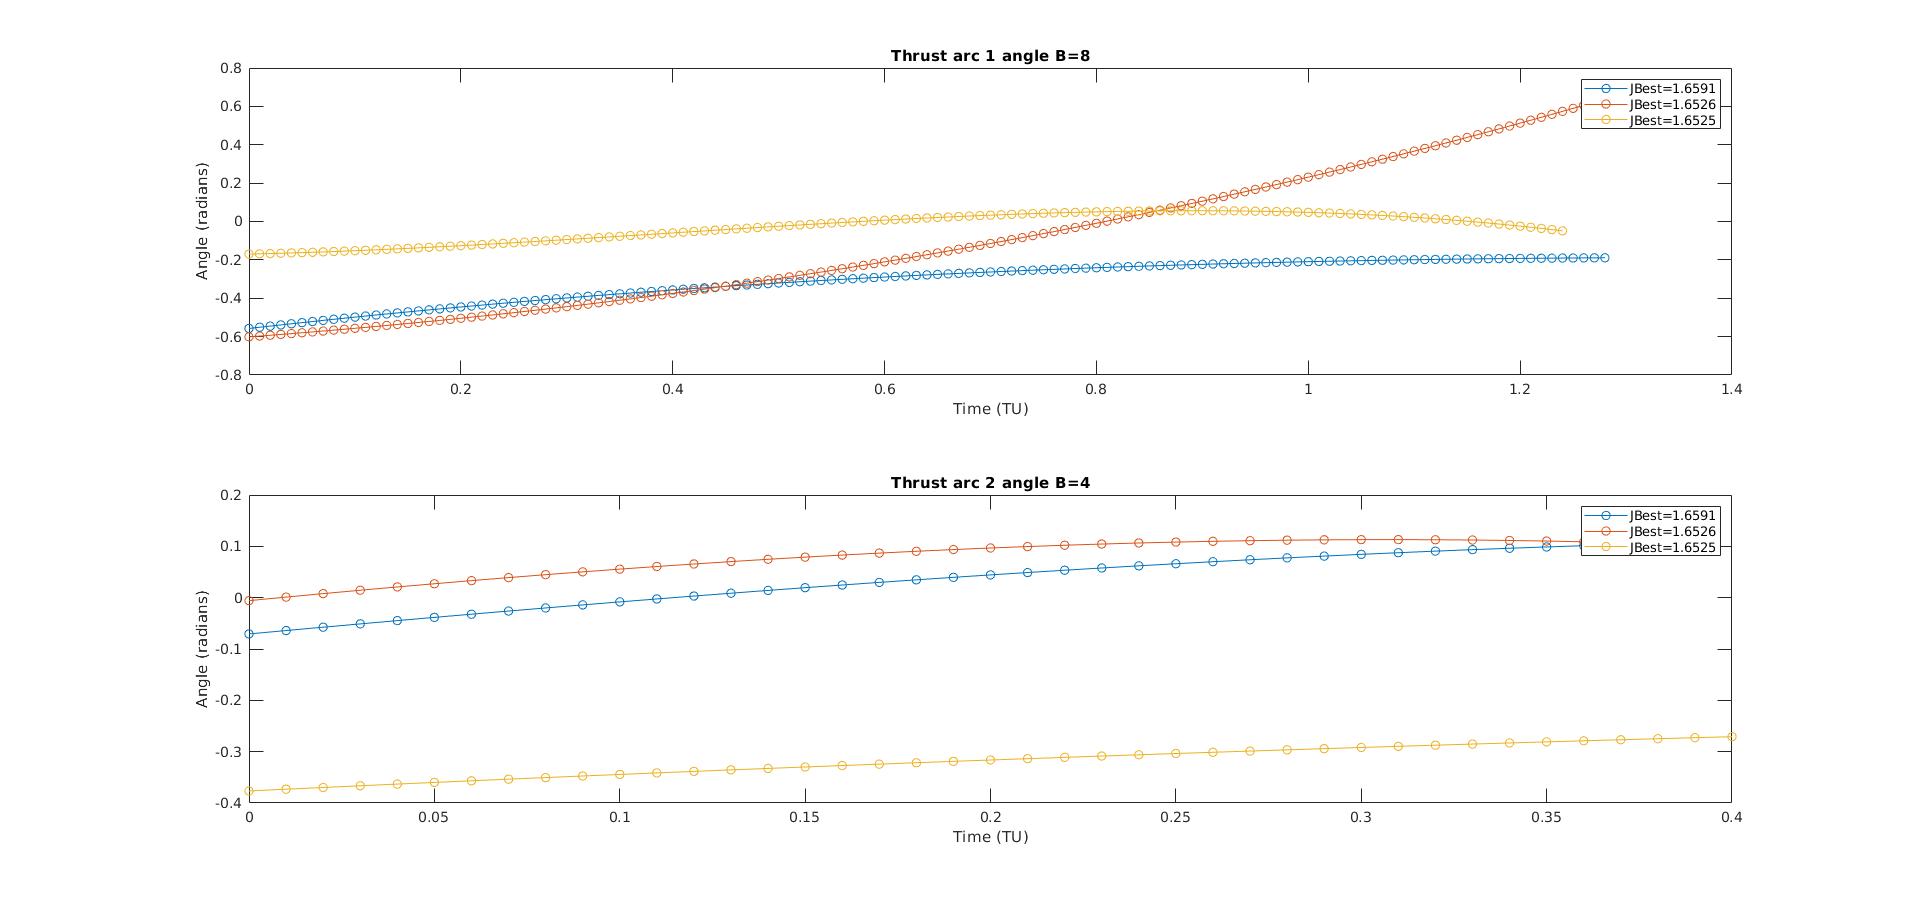 Thrust arc 1 angle B=8
0.8
0.6
0.4
0.2
0
-0.2
-0.4
-0.6
-0.8
Angle (radians)
JBest=1.6591
JBest=1.6526
JBest=1.6525
0 0.2 0.4 0.6 0.8 1 1.2 1.4
Time (TU)
Thrust arc 2 angle B=4
0.2
0.1
0
-0.1
-0.2
-0.3
-0.4
Angle (radians)
JBest=1.6591
JBest=1.6526
JBest=1.6525
0 0.05 0.1 0.15 0.2 0.25 0.3 0.35 0.4
Time (TU)